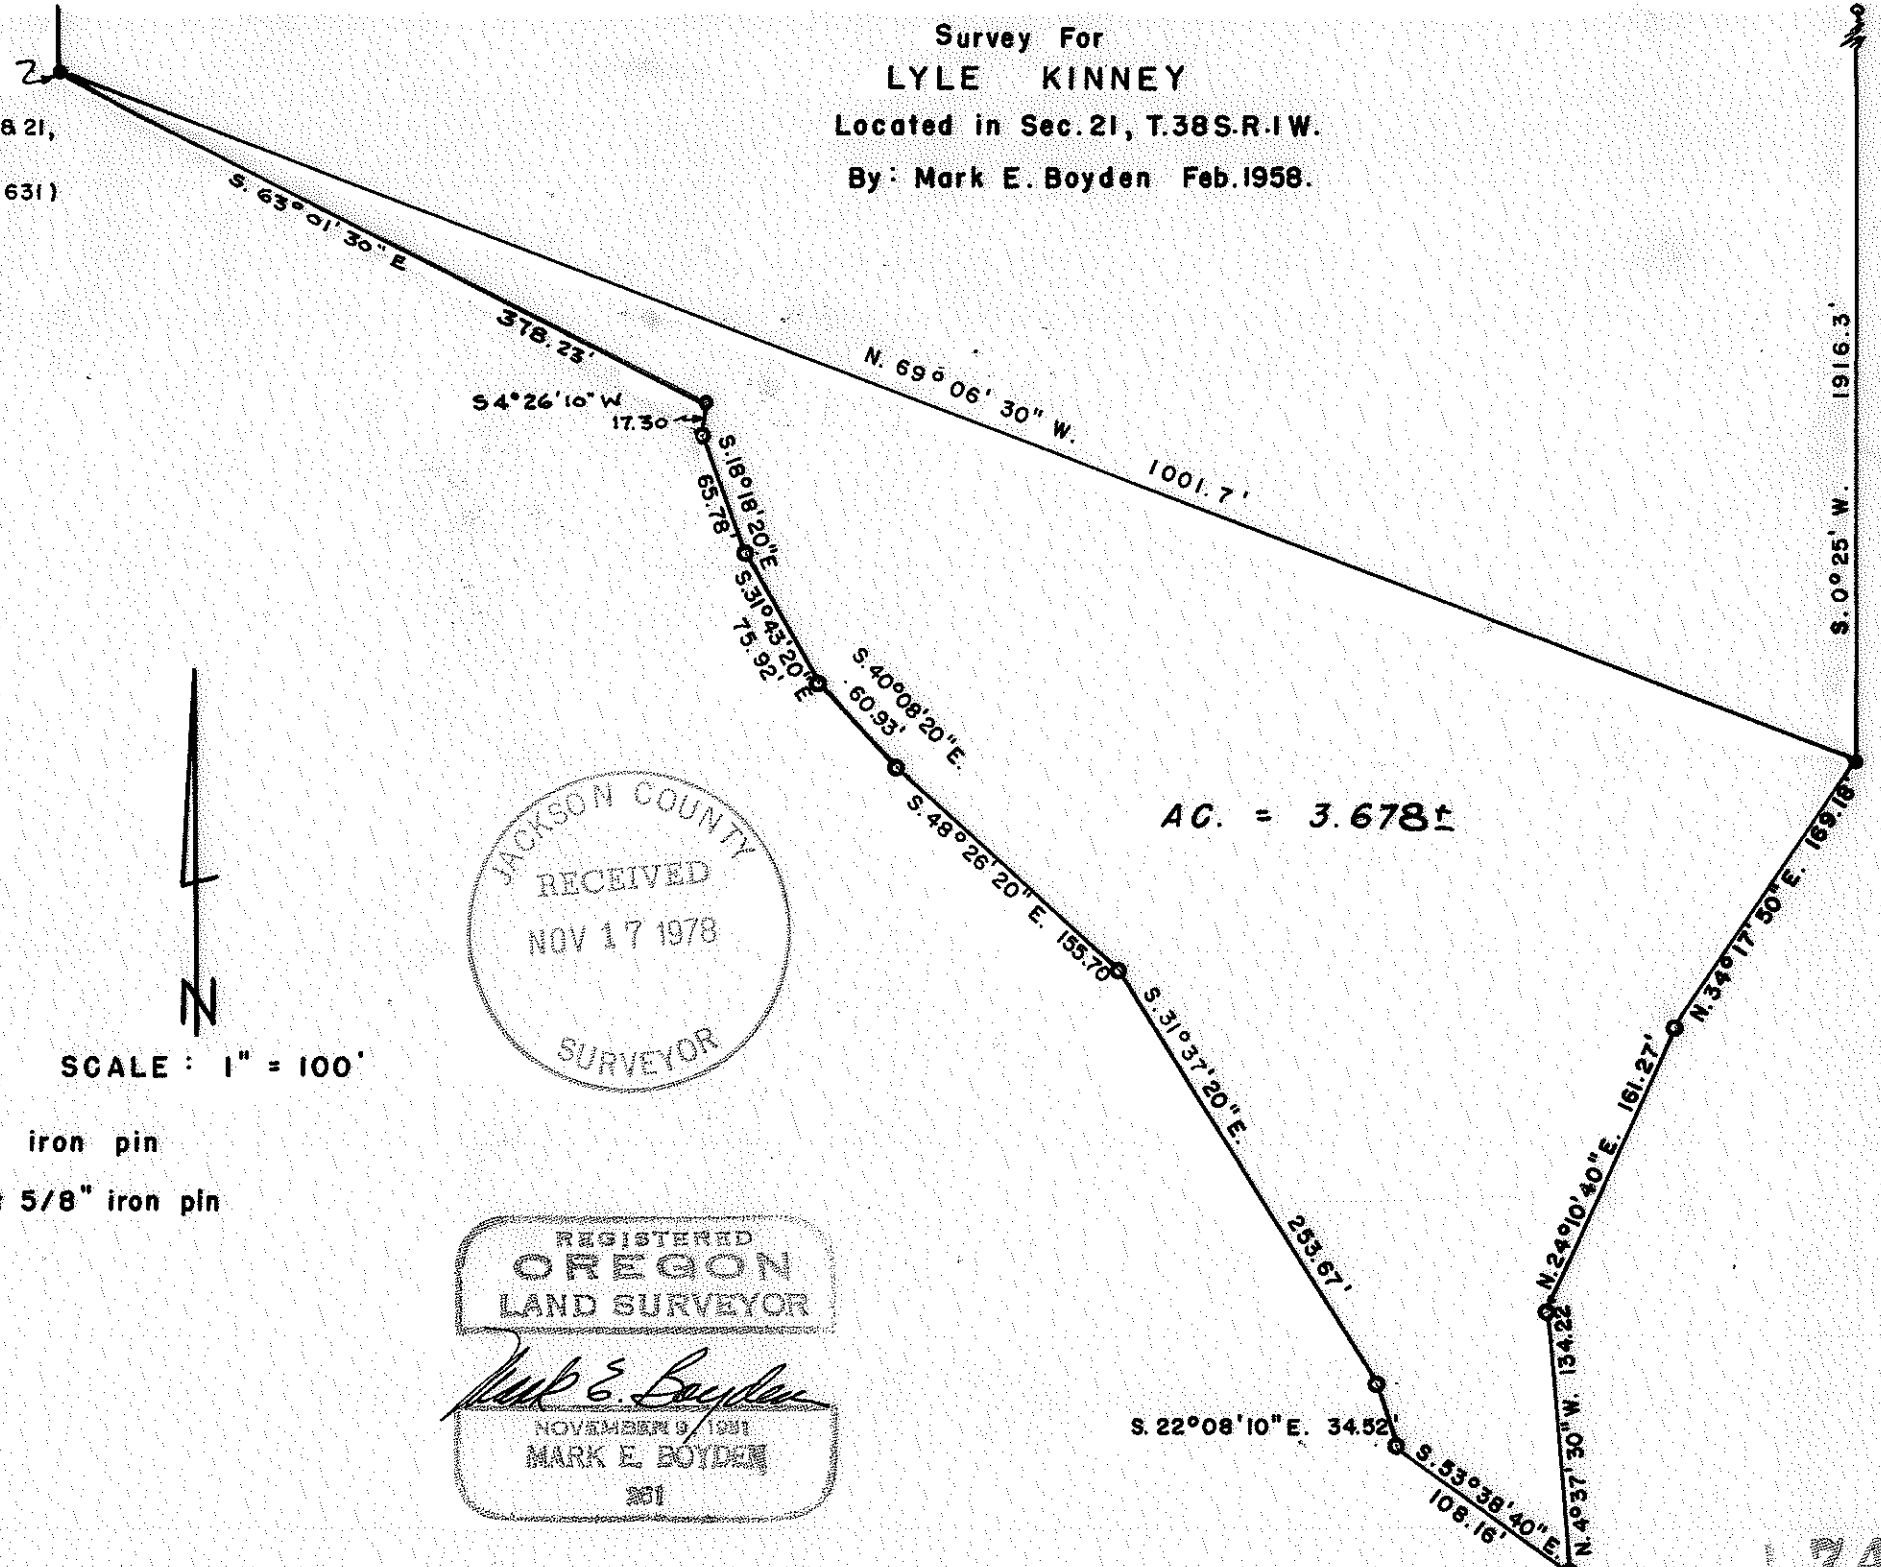 Survey For
LYLE KINNEY
Located in Sec. 21, T.38S.R.1W.
By: Mark E. Boyden Feb. 1958.
& 21,
631)
S. 63° 01' 30" E
378.23'
S 4° 26' 10" W
17.30
S. 18° 18' 20" E
65.78'
S. 31° 43' 20" E
75.92'
S. 40° 08' 20" E.
60.93'
S. 48° 26' 20" E. 155.70
S. 31° 37' 20" E.
253.67'
S. 22° 08' 10" E. 34.52'
S. 53° 38' 40" E.
108.16'
N. 4° 37' 30" W. 134.22
N. 24° 10' 40" E. 161.27'
N. 34° 17' 50" E. 169.18'
N. 69° 06' 30" W.
1001.7'
S. 0° 25' W. 1916.3'
AC. = 3.678±
N
SCALE: 1" = 100'
iron pin
5/8" iron pin
JACKSON COUNTY
RECEIVED
NOV 17 1978
SURVEYOR
REGISTERED
OREGON
LAND SURVEYOR
Mark E. Boyden
NOVEMBER 9, 1951
MARK E. BOYDEN